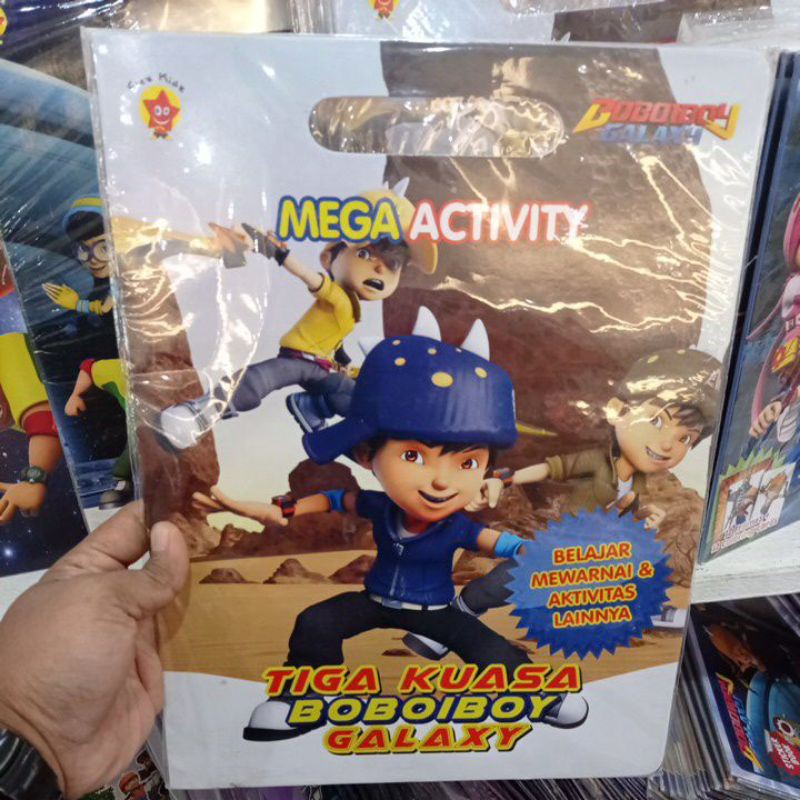 BOBOIBOY
GALAXY
MEGA ACTIVITY
BELAJAR
MEWARNAI &
AKTIVITAS
LAINNYA
TIGA KUASA
BOBOIBOY
GALAXY